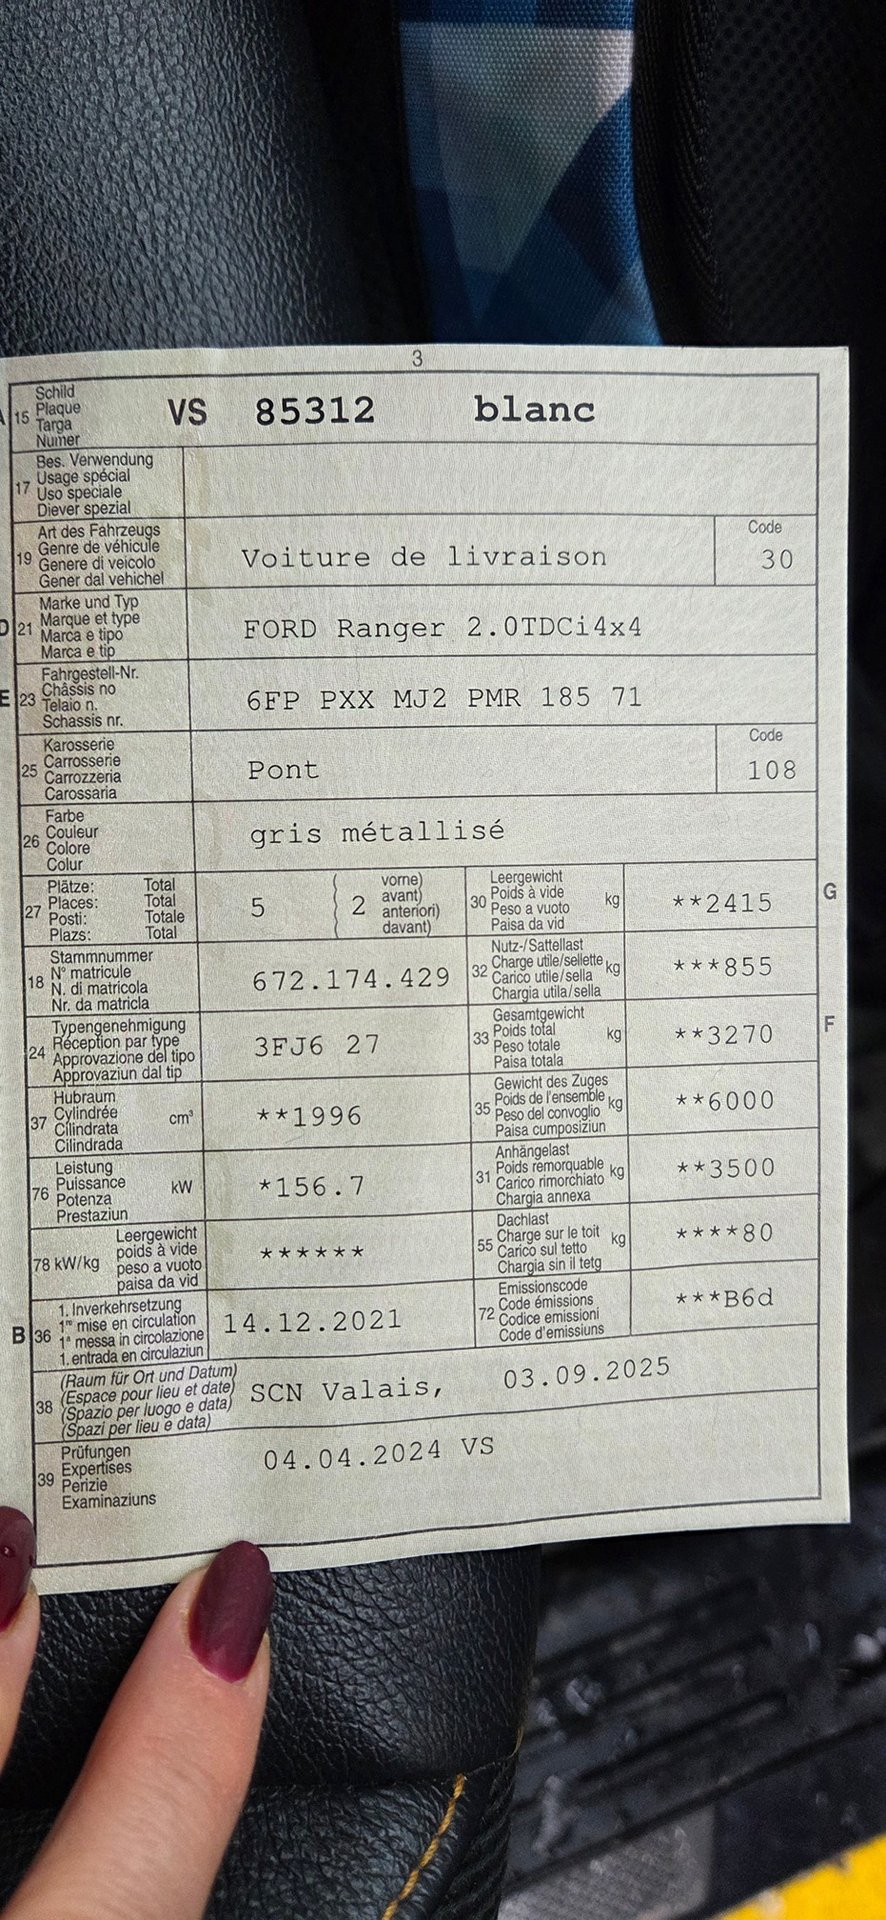 3
A 15 Schild
Plaque
Targa
Numer
VS 85312 blanc
17 Bes. Verwendung
Usage spécial
Uso speciale
Diever spezial
19 Art des Fahrzeugs
Genre de véhicule
Genere di veicolo
Gener dal vehichel
Voiture de livraison
Code
30
D 21 Marke und Typ
Marque et type
Marca e tipo
Marca e tip
FORD Ranger 2.0TDCi4x4
E 23 Fahrgestell-Nr.
Châssis no
Telaio n.
Schassis nr.
6FP PXX MJ2 PMR 185 71
25 Karosserie
Carrosserie
Carrozzeria
Carossaria
Pont
Code
108
26 Farbe
Couleur
Colore
Colur
gris métallisé
27 Plätze: Total
Places: Total
Posti: Totale
Plazs: Total
5
2 vorne)
avant)
anteriori)
davant)
30 Leergewicht
Poids à vide
Peso a vuoto
Paisa da vid
kg
**2415
G
18 Stammnummer
N° matricule
N. di matricola
Nr. da matricla
672.174.429
32 Nutz-/Sattellast
Charge utile/sellette
Carico utile/sella
Chargia utila/sella
kg
***855
24 Typengenehmigung
Réception par type
Approvazione del tipo
Approvaziun dal tip
3FJ6 27
33 Gesamtgewicht
Poids total
Peso totale
Paisa totala
kg
**3270
F
37 Hubraum
Cylindrée
Cilindrata
Cilindrada
cm³
**1996
35 Gewicht des Zuges
Poids de l'ensemble
Peso del convoglio
Paisa cumposiziun
kg
**6000
76 Leistung
Puissance
Potenza
Prestaziun
kW
*156.7
31 Anhängelast
Poids remorquable
Carico rimorchiato
Chargia annexa
kg
**3500
78 kW/kg Leergewicht
poids à vide
peso a vuoto
paisa da vid
******
55 Dachlast
Charge sur le toit
Carico sul tetto
Chargia sin il tetg
kg
****80
B 36 1. Inverkehrsetzung
1re mise en circulation
1a messa in circolazione
1. entrada en circulaziun
14.12.2021
72 Emissionscode
Code émissions
Codice emissioni
Code d'emissiuns
***B6d
38 (Raum für Ort und Datum)
(Espace pour lieu et date)
(Spazio per luogo e data)
(Spazi per lieu e data)
SCN Valais, 03.09.2025
39 Prüfungen
Expertises
Perizie
Examinaziuns
04.04.2024 VS